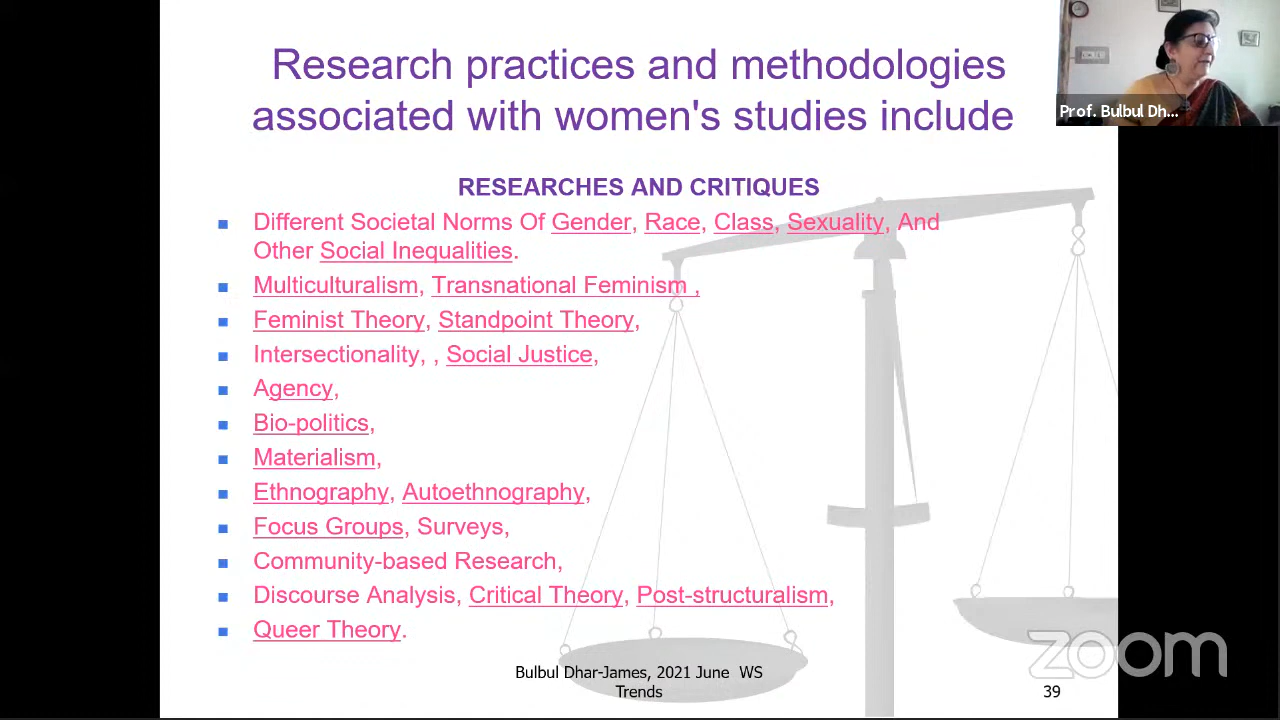 Research practices and methodologies
associated with women's studies include
Prof. Bulbul Dh...
RESEARCHES AND CRITIQUES
Different Societal Norms Of Gender, Race, Class, Sexuality, And
Other Social Inequalities.
Multiculturalism, Transnational Feminism ,
Feminist Theory, Standpoint Theory,
Intersectionality, , Social Justice,
Agency,
Bio-politics,
Materialism,
Ethnography, Autoethnography,
Focus Groups, Surveys,
Community-based Research,
Discourse Analysis, Critical Theory, Post-structuralism,
Queer Theory.
Bulbul Dhar-James, 2021 June WS
Trends
39
zoom